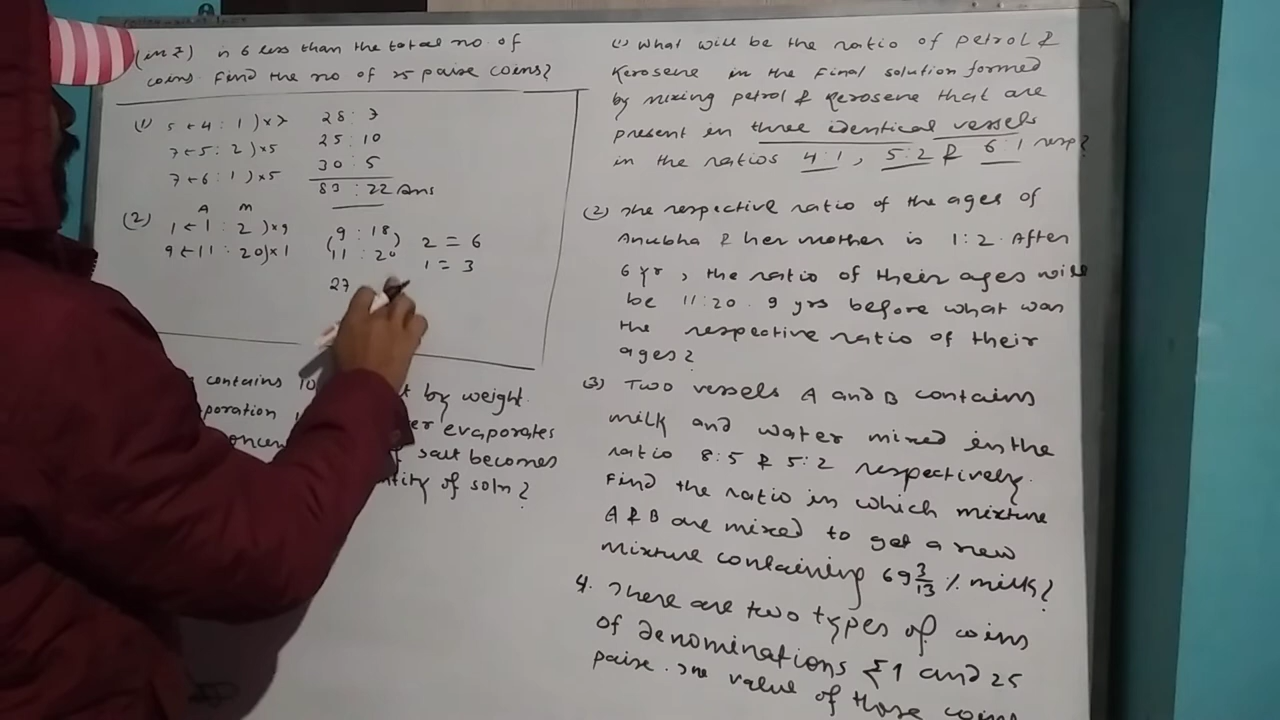 (in ₹) is 6 less than the total no of
coins. Find the no of 25 paise coins?
(1) 5 ← 4 : 1 ) x 7 28 : 7
7 ← 5 : 2 ) x 5 25 : 10
7 ← 6 : 1 ) x 5 30 : 5
83 : 22 Ans
(2) A M
1 ← 1 : 2 ) x 9 (9 : 18) 2 = 6
9 ← 11 : 20) x 1 11 : 20 1 = 3
27
contains 10 by weight.
evaporates
salt becomes
of soln?
(1) What will be the ratio of petrol &
Kerosene in the final solution formed
by mixing petrol & Kerosene that are
present in three identical vessels
in the ratios 4:1, 5:2 & 6:1 resp?
(2) The respective ratio of the ages of
Anubha & her mother is 1:2. After
6 yr, the ratio of their ages will
be 11:20. 9 yrs before what was
the respective ratio of their
ages?
(3) Two vessels A and B contains
milk and water mixed in the
ratio 8:5 & 5:2 respectively.
Find the ratio in which mixture
A & B are mixed to get a new
mixture containing 69 3/13 % milk?
4. There are two types of coins
of denominations ₹1 and 25
paise. The value of those coins